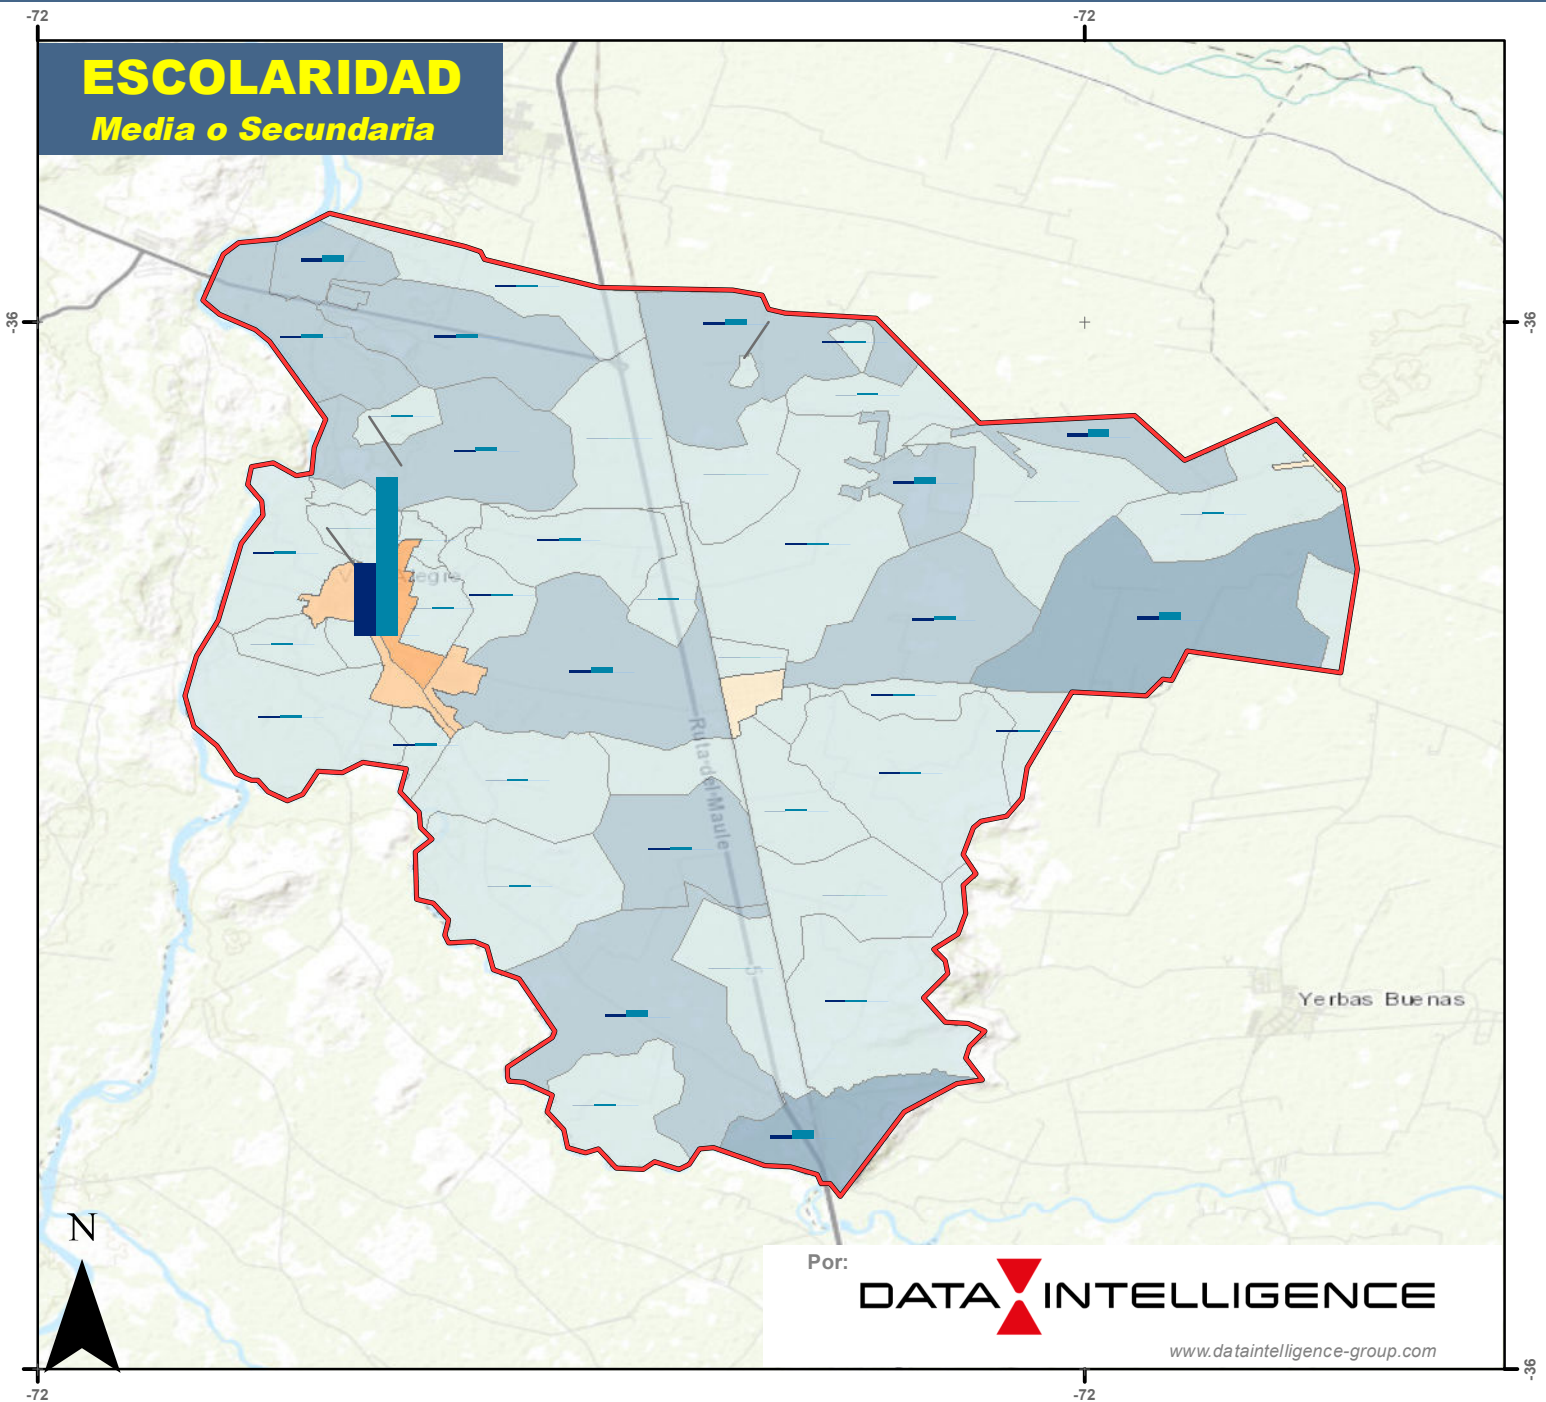 -72
-72
ESCOLARIDAD
Media o Secundaria
-36
-36
Ruta-del-Maule
5
Yerbas Buenas
N
Por:
DATA INTELLIGENCE
www.dataintelligence-group.com
-36
-72
-72